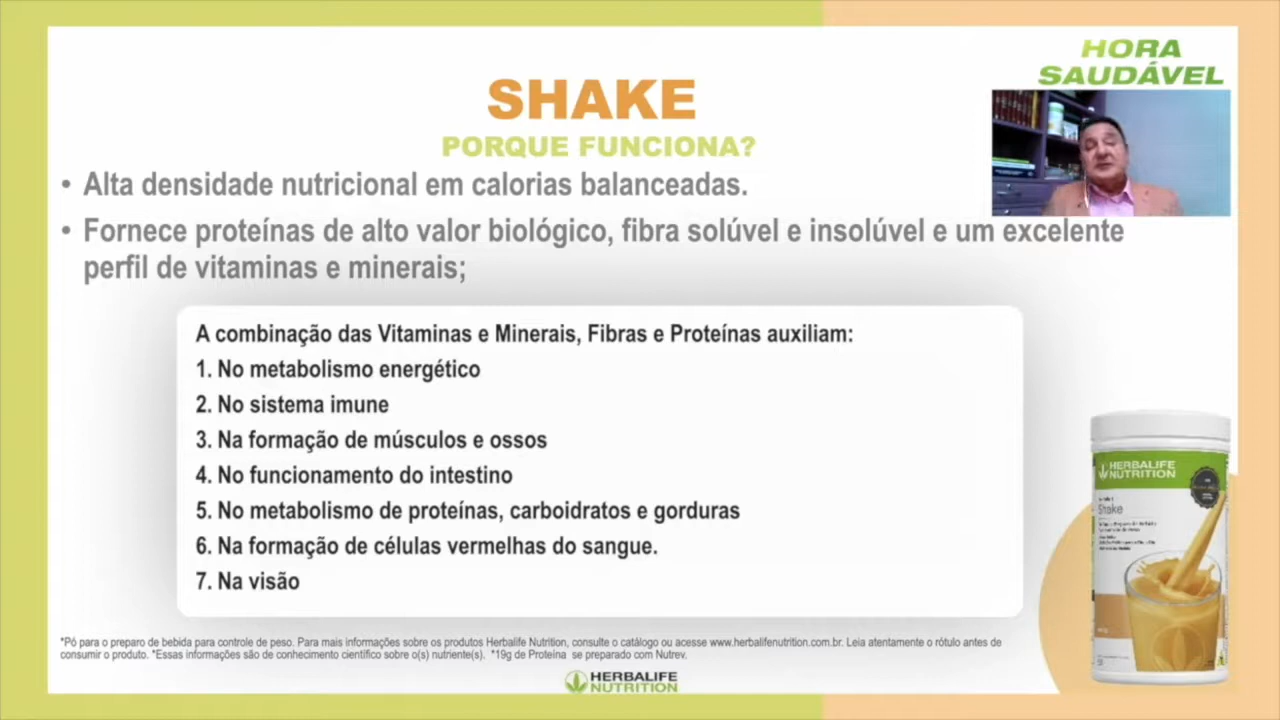 HORA
SAUDÁVEL
SHAKE
PORQUE FUNCIONA?
• Alta densidade nutricional em calorias balanceadas.
• Fornece proteínas de alto valor biológico, fibra solúvel e insolúvel e um excelente
perfil de vitaminas e minerais;
A combinação das Vitaminas e Minerais, Fibras e Proteínas auxiliam:
1. No metabolismo energético
2. No sistema imune
3. Na formação de músculos e ossos
4. No funcionamento do intestino
5. No metabolismo de proteínas, carboidratos e gorduras
6. Na formação de células vermelhas do sangue.
7. Na visão
HERBALIFE
NUTRITION
Shake
*Pó para o preparo de bebida para controle de peso. Para mais informações sobre os produtos Herbalife Nutrition, consulte o catálogo ou acesse www.herbalifenutrition.com.br. Leia atentamente o rótulo antes de
consumir o produto. *Essas informações são de conhecimento científico sobre o(s) nutriente(s). *19g de Proteína se preparado com Nutrev.
HERBALIFE
NUTRITION